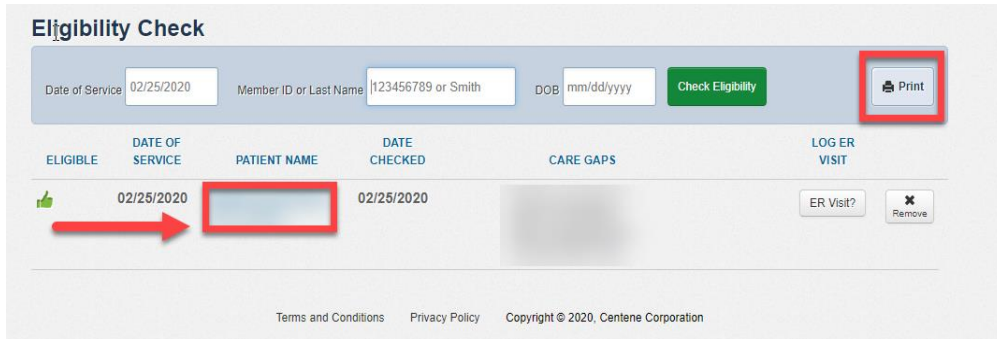 Eligibility Check
Date of Service 02/25/2020 Member ID or Last Name 123456789 or Smith DOB mm/dd/yyyy Check Eligibility Print
ELIGIBLE DATE OF SERVICE PATIENT NAME DATE CHECKED CARE GAPS LOG ER VISIT
02/25/2020 02/25/2020 ER Visit? Remove
Terms and Conditions Privacy Policy Copyright © 2020, Centene Corporation